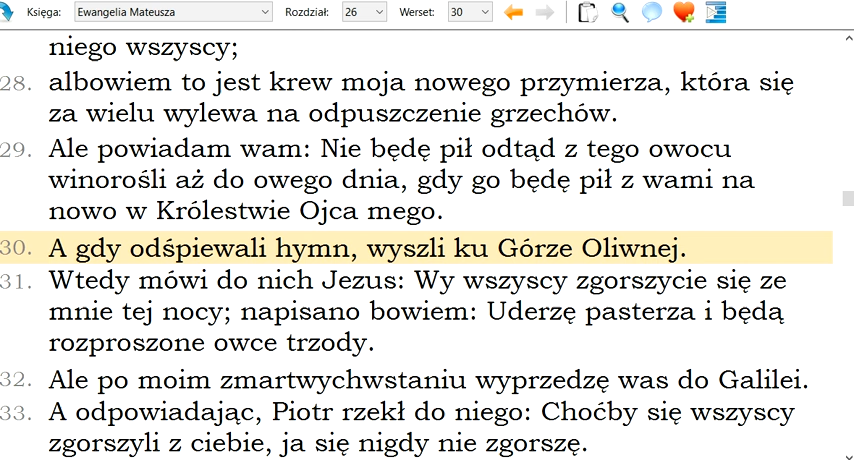 Księga: Ewangelia Mateusza Rozdział: 26 Werset: 30
niego wszyscy;
28. albowiem to jest krew moja nowego przymierza, która się
za wielu wylewa na odpuszczenie grzechów.
29. Ale powiadam wam: Nie będę pił odtąd z tego owocu
winorośli aż do owego dnia, gdy go będę pił z wami na
nowo w Królestwie Ojca mego.
30. A gdy odśpiewali hymn, wyszli ku Górze Oliwnej.
31. Wtedy mówi do nich Jezus: Wy wszyscy zgorszycie się ze
mnie tej nocy; napisano bowiem: Uderzę pasterza i będą
rozproszone owce trzody.
32. Ale po moim zmartwychwstaniu wyprzedzę was do Galilei.
33. A odpowiadając, Piotr rzekł do niego: Choćby się wszyscy
zgorszyli z ciebie, ja się nigdy nie zgorszę.